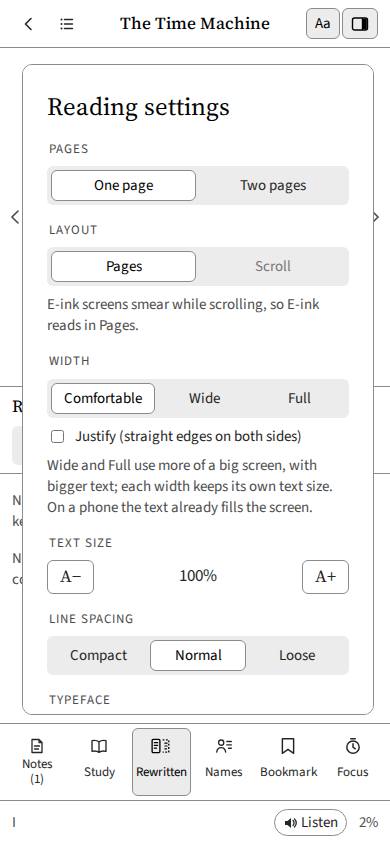 The Time Machine
Aa
Reading settings
PAGES
One page
Two pages
LAYOUT
Pages
Scroll
E-ink screens smear while scrolling, so E-ink
reads in Pages.
WIDTH
Comfortable
Wide
Full
Justify (straight edges on both sides)
Wide and Full use more of a big screen, with
bigger text; each width keeps its own text size.
On a phone the text already fills the screen.
TEXT SIZE
A−
100%
A+
LINE SPACING
Compact
Normal
Loose
TYPEFACE
Notes
(1)
Study
Rewritten
Names
Bookmark
Focus
I
Listen
2%